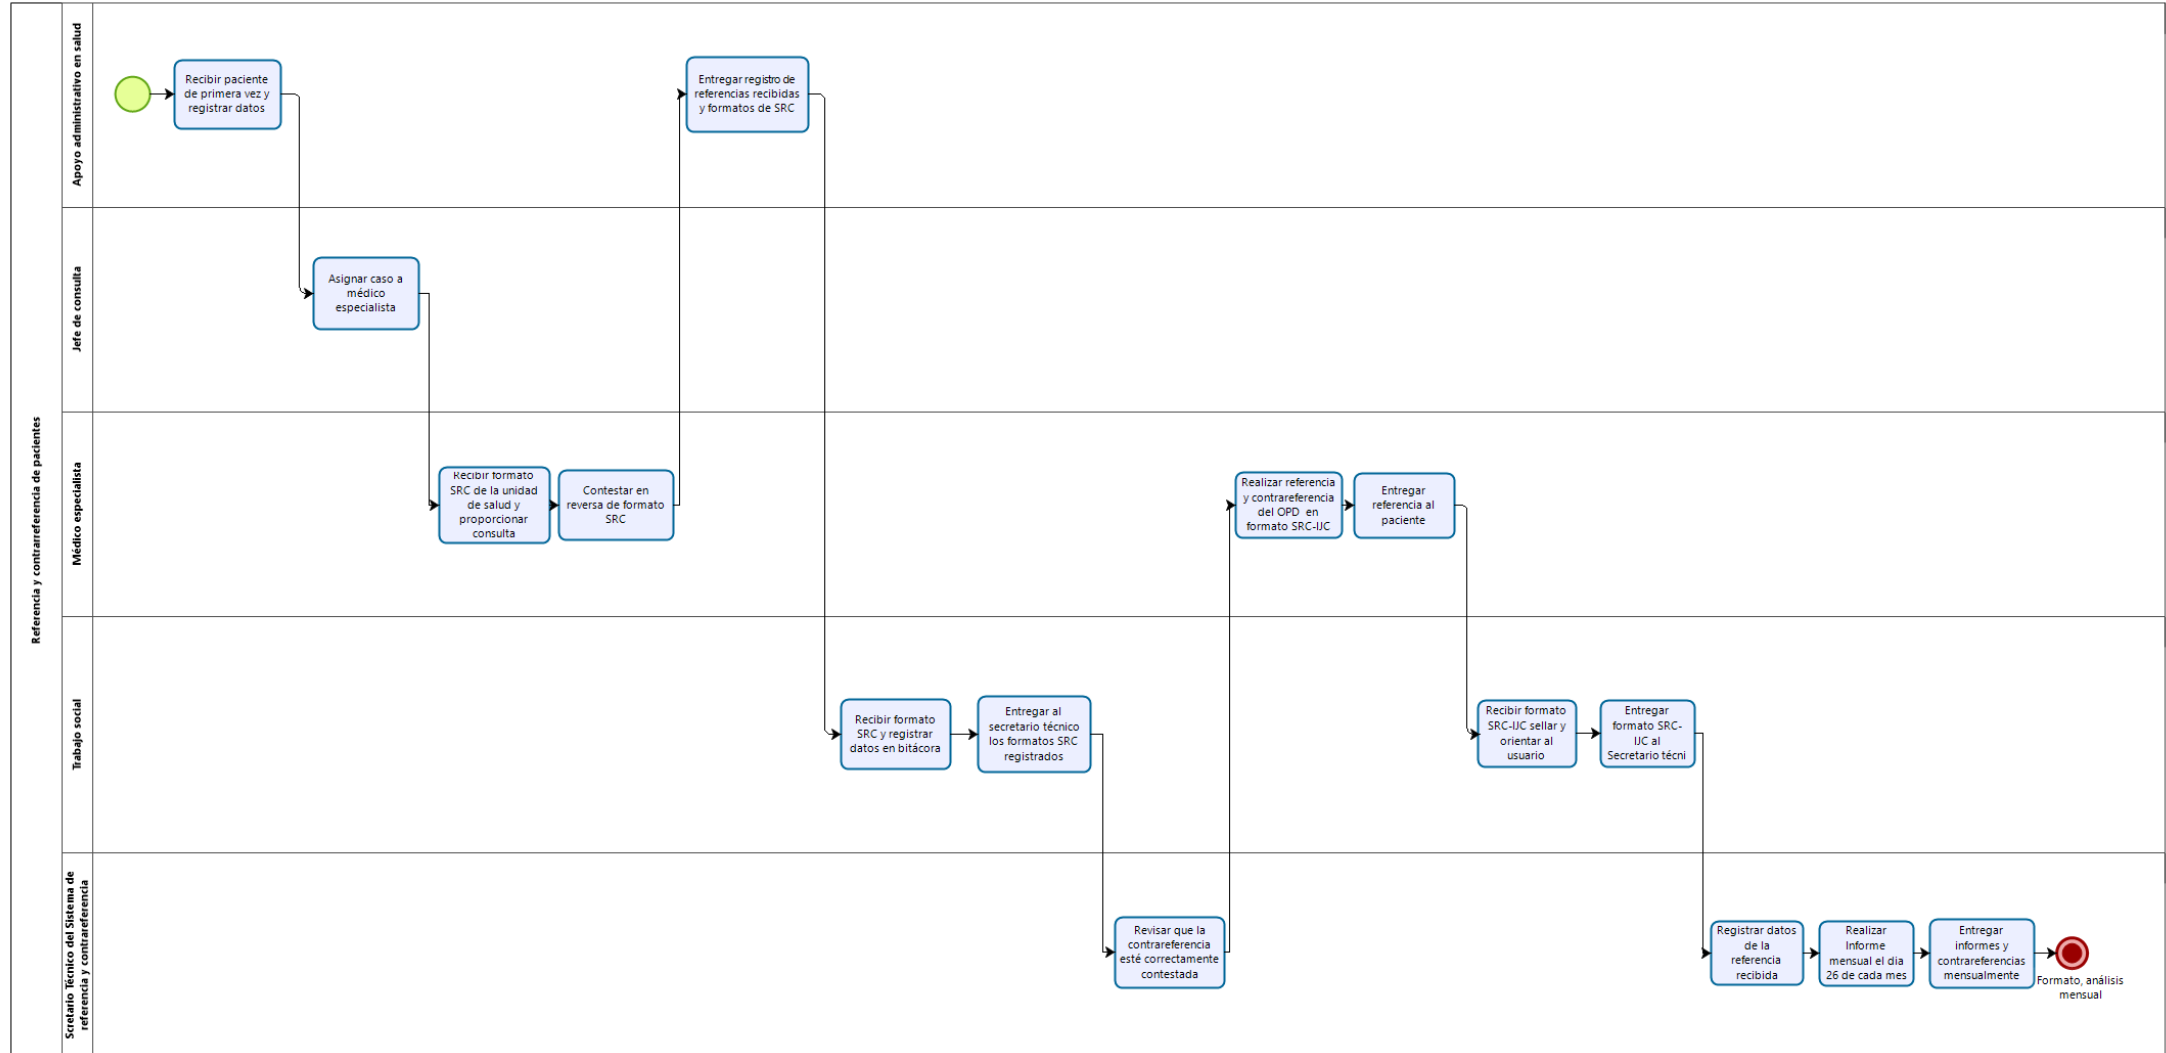 Referencia y contrarreferencia de pacientes
Apoyo administrativo en salud
Recibir paciente
de primera vez y
registrar datos
Entregar registro de
referencias recibidas
y formatos de SRC
Jefe de consulta
Asignar caso a
médico
especialista
Médico especialista
Recibir formato
SRC de la unidad
de salud y
proporcionar
consulta
Contestar en
reversa de formato
SRC
Realizar referencia
y contrareferencia
del OPD en
formato SRC-IJC
Entregar
referencia al
paciente
Trabajo social
Recibir formato
SRC y registrar
datos en bitácora
Entregar al
secretario técnico
los formatos SRC
registrados
Recibir formato
SRC-IJC sellar y
orientar al
usuario
Entregar
formato SRC-
IJC al
Secretario técni
Scretario Técnico del Sistema de
referencia y contrareferencia
Revisar que la
contrareferencia
esté correctamente
contestada
Registrar datos
de la
referencia
recibida
Realizar
Informe
mensual el dia
26 de cada mes
Entregar
informes y
contrareferencias
mensualmente
Formato, análisis
mensual